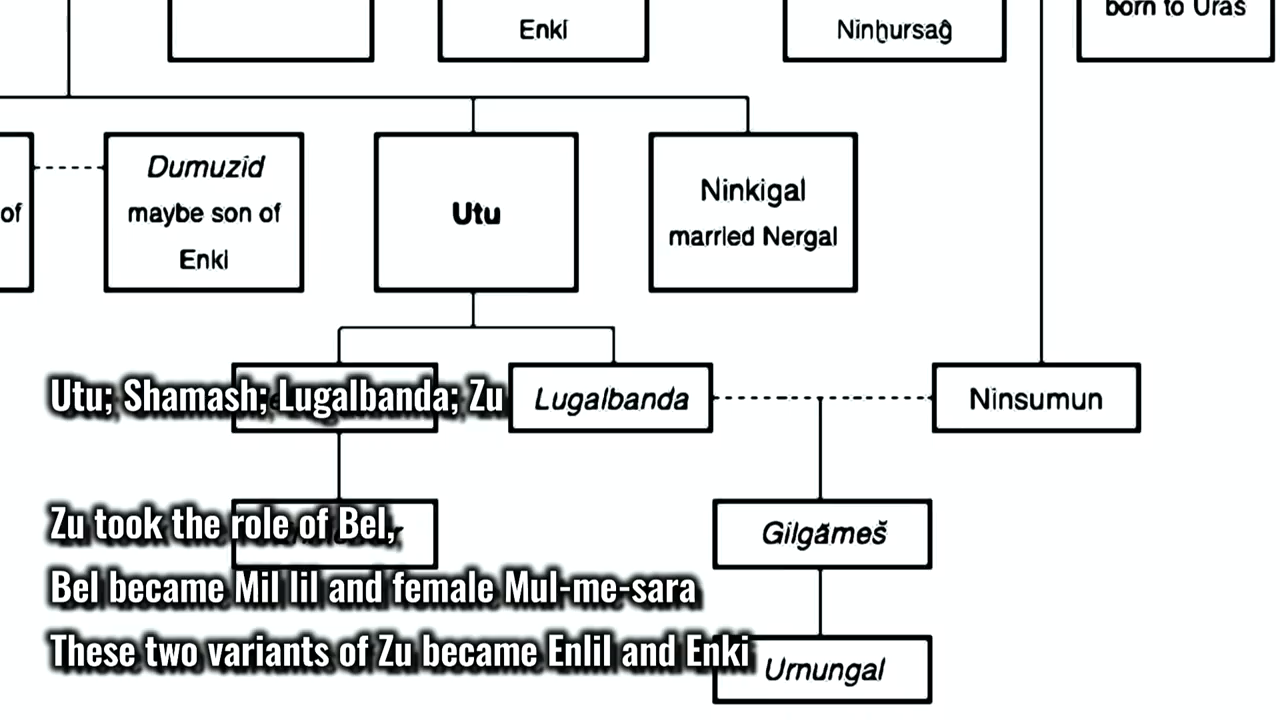 born to Uraš
Enki
Ninḫursaĝ
of
Dumuzid
maybe son of
Enki
Utu
Ninkigal
married Nergal
Utu; Shamash; Lugalbanda; Zu
Lugalbanda
Ninsumun
Zu took the role of Bel,
Gilgāmeš
Bel became Mil lil and female Mul-me-sara
These two variants of Zu became Enlil and Enki
Urnungal